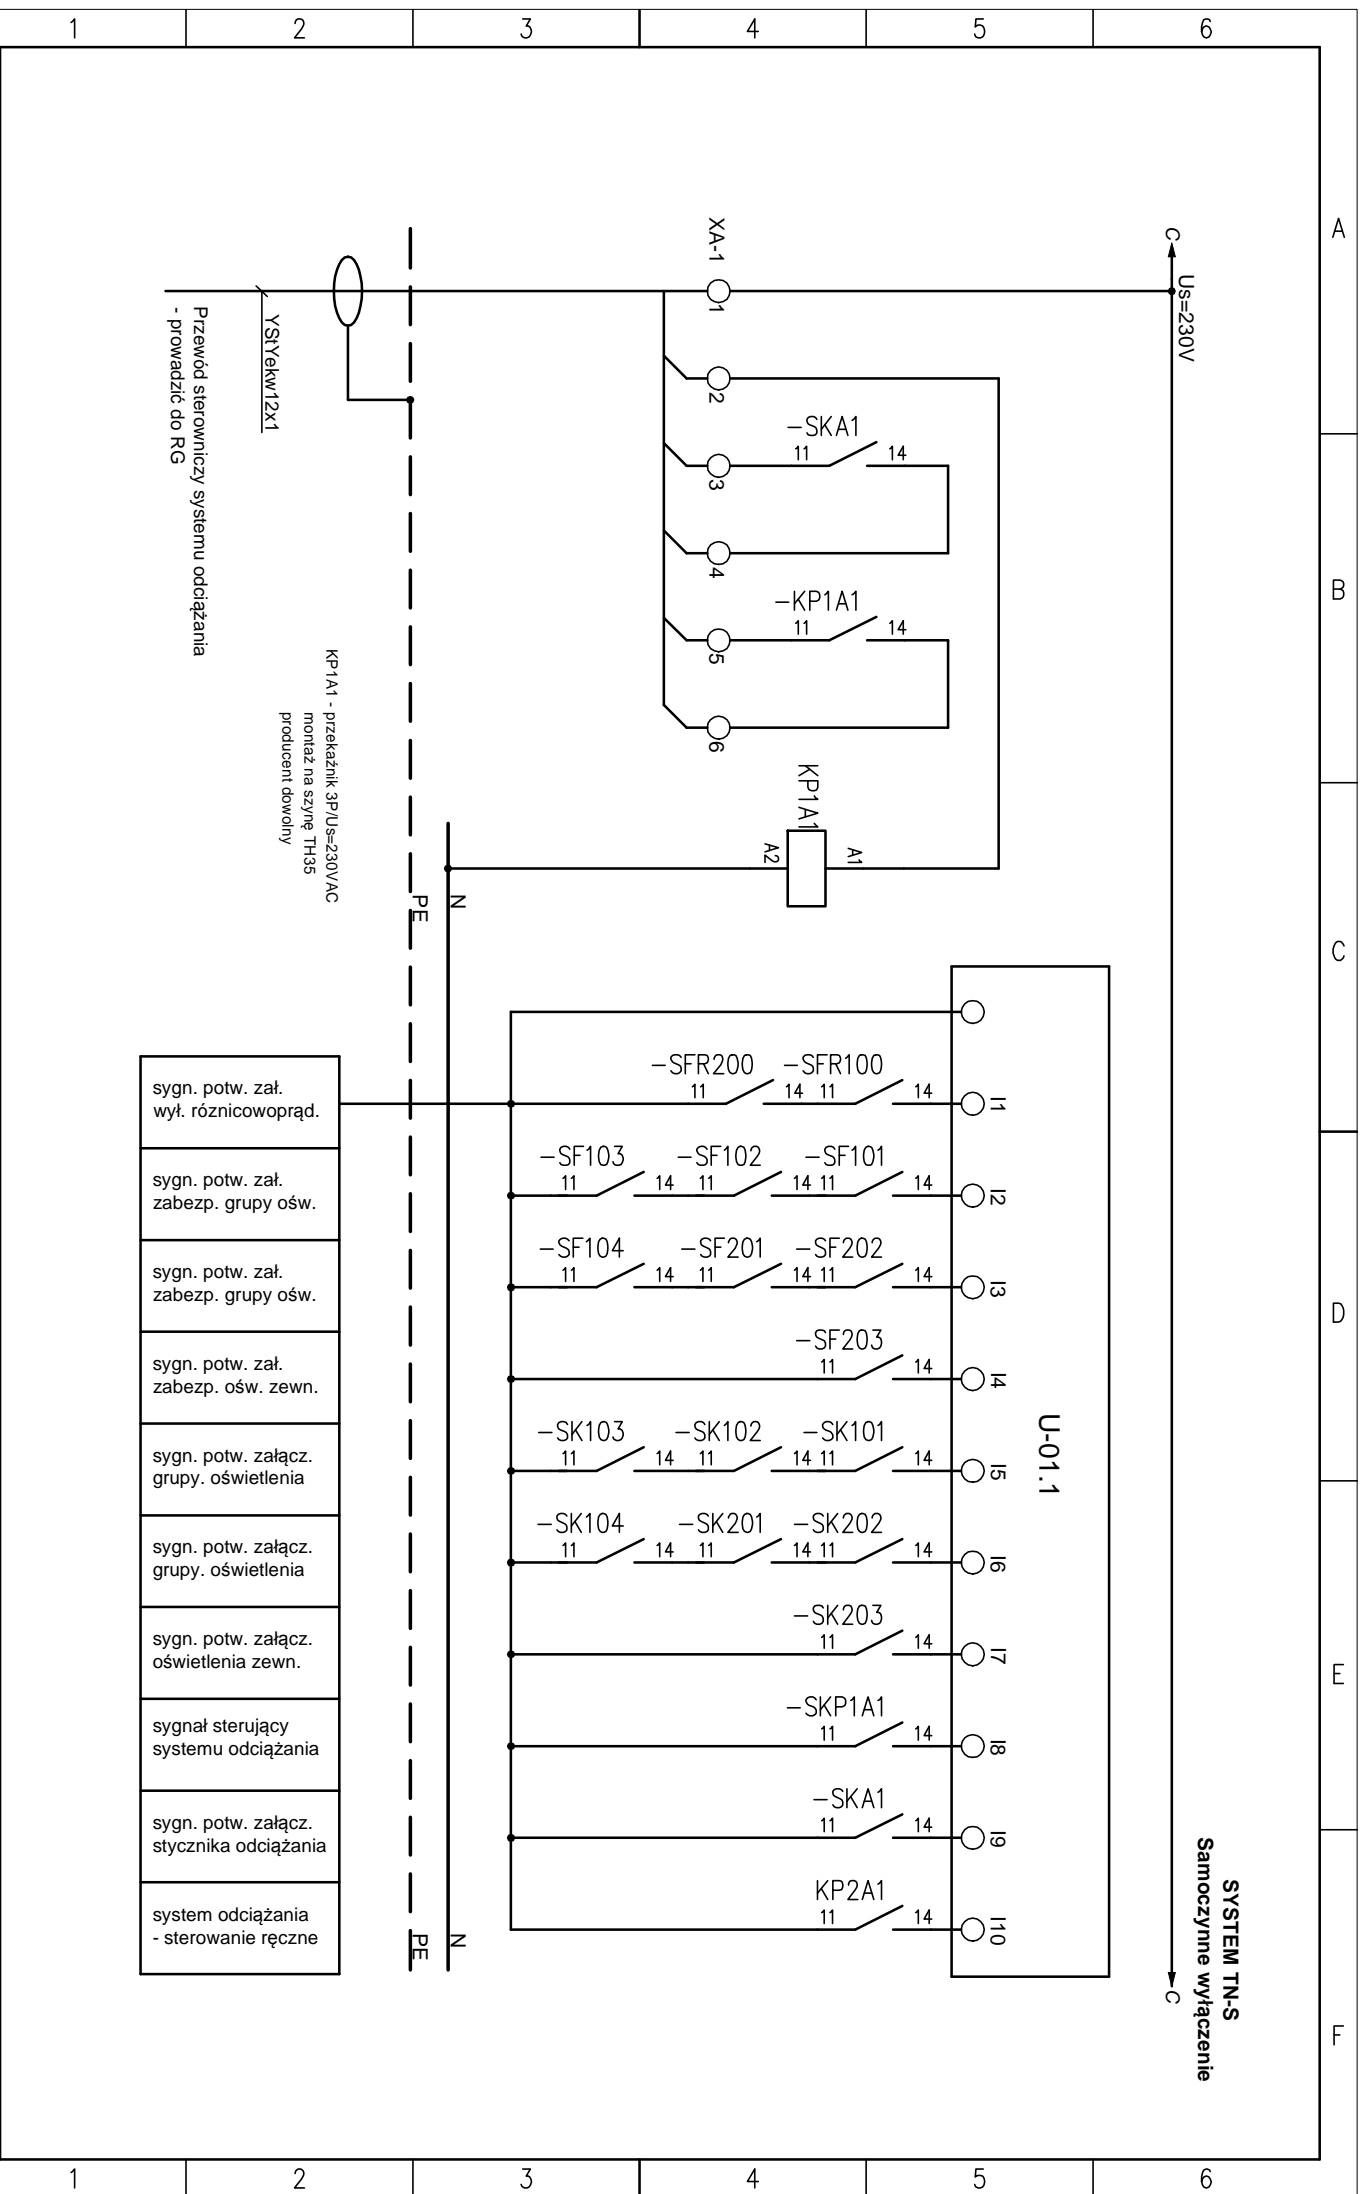 1
2
3
4
5
6
A
B
C
D
E
F
SYSTEM TN-S
Samoczynne wyłączenie
C
Us=230V
C
XA-1
1
2
3
4
5
6
-SKA1
11 14
-KP1A1
11 14
KP1A1
A1
A2
N
PE
N
PE
YStYekw12x1
Przewód sterowniczy systemu odciążania
- prowadzić do RG
KP1A1 - przekaźnik 3P/Us=230VAC
montaż na szynę TH35
producent dowolny
U-01.1
-SFR200 -SFR100
11 14 11 14 I1
-SF103 -SF102 -SF101
11 14 11 14 11 14 I2
-SF104 -SF201 -SF202
11 14 11 14 11 14 I3
-SF203
11 14 I4
-SK103 -SK102 -SK101
11 14 11 14 11 14 I5
-SK104 -SK201 -SK202
11 14 11 14 11 14 I6
-SK203
11 14 I7
-SKP1A1
11 14 I8
-SKA1
11 14 I9
KP2A1
11 14 I10
sygn. potw. zał.
wył. róznicowoprąd.
sygn. potw. zał.
zabezp. grupy ośw.
sygn. potw. zał.
zabezp. grupy ośw.
sygn. potw. zał.
zabezp. ośw. zewn.
sygn. potw. załącz.
grupy. oświetlenia
sygn. potw. załącz.
grupy. oświetlenia
sygn. potw. załącz.
oświetlenia zewn.
sygnał sterujący
systemu odciążania
sygn. potw. załącz.
stycznika odciążania
system odciążania
- sterowanie ręczne
1
2
3
4
5
6